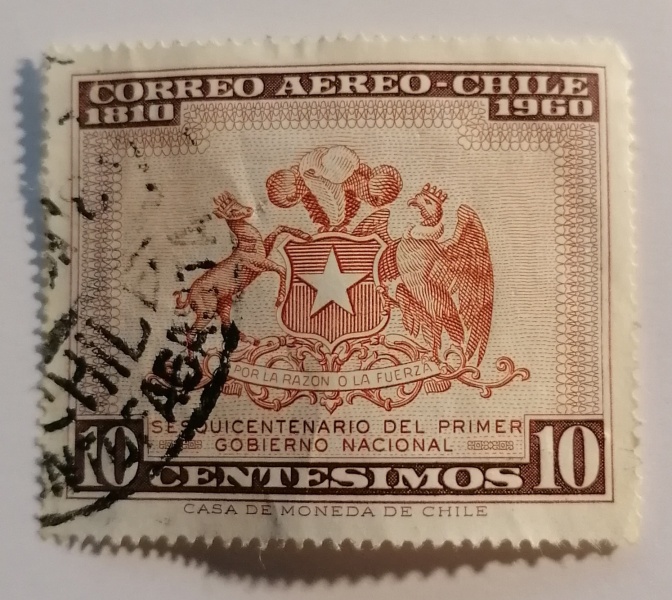 CORREO AEREO-CHILE
1810 1960
POR LA RAZON O LA FUERZA
SESQUICENTENARIO DEL PRIMER
GOBIERNO NACIONAL
10 CENTESIMOS 10
CASA DE MONEDA DE CHILE
CHILE